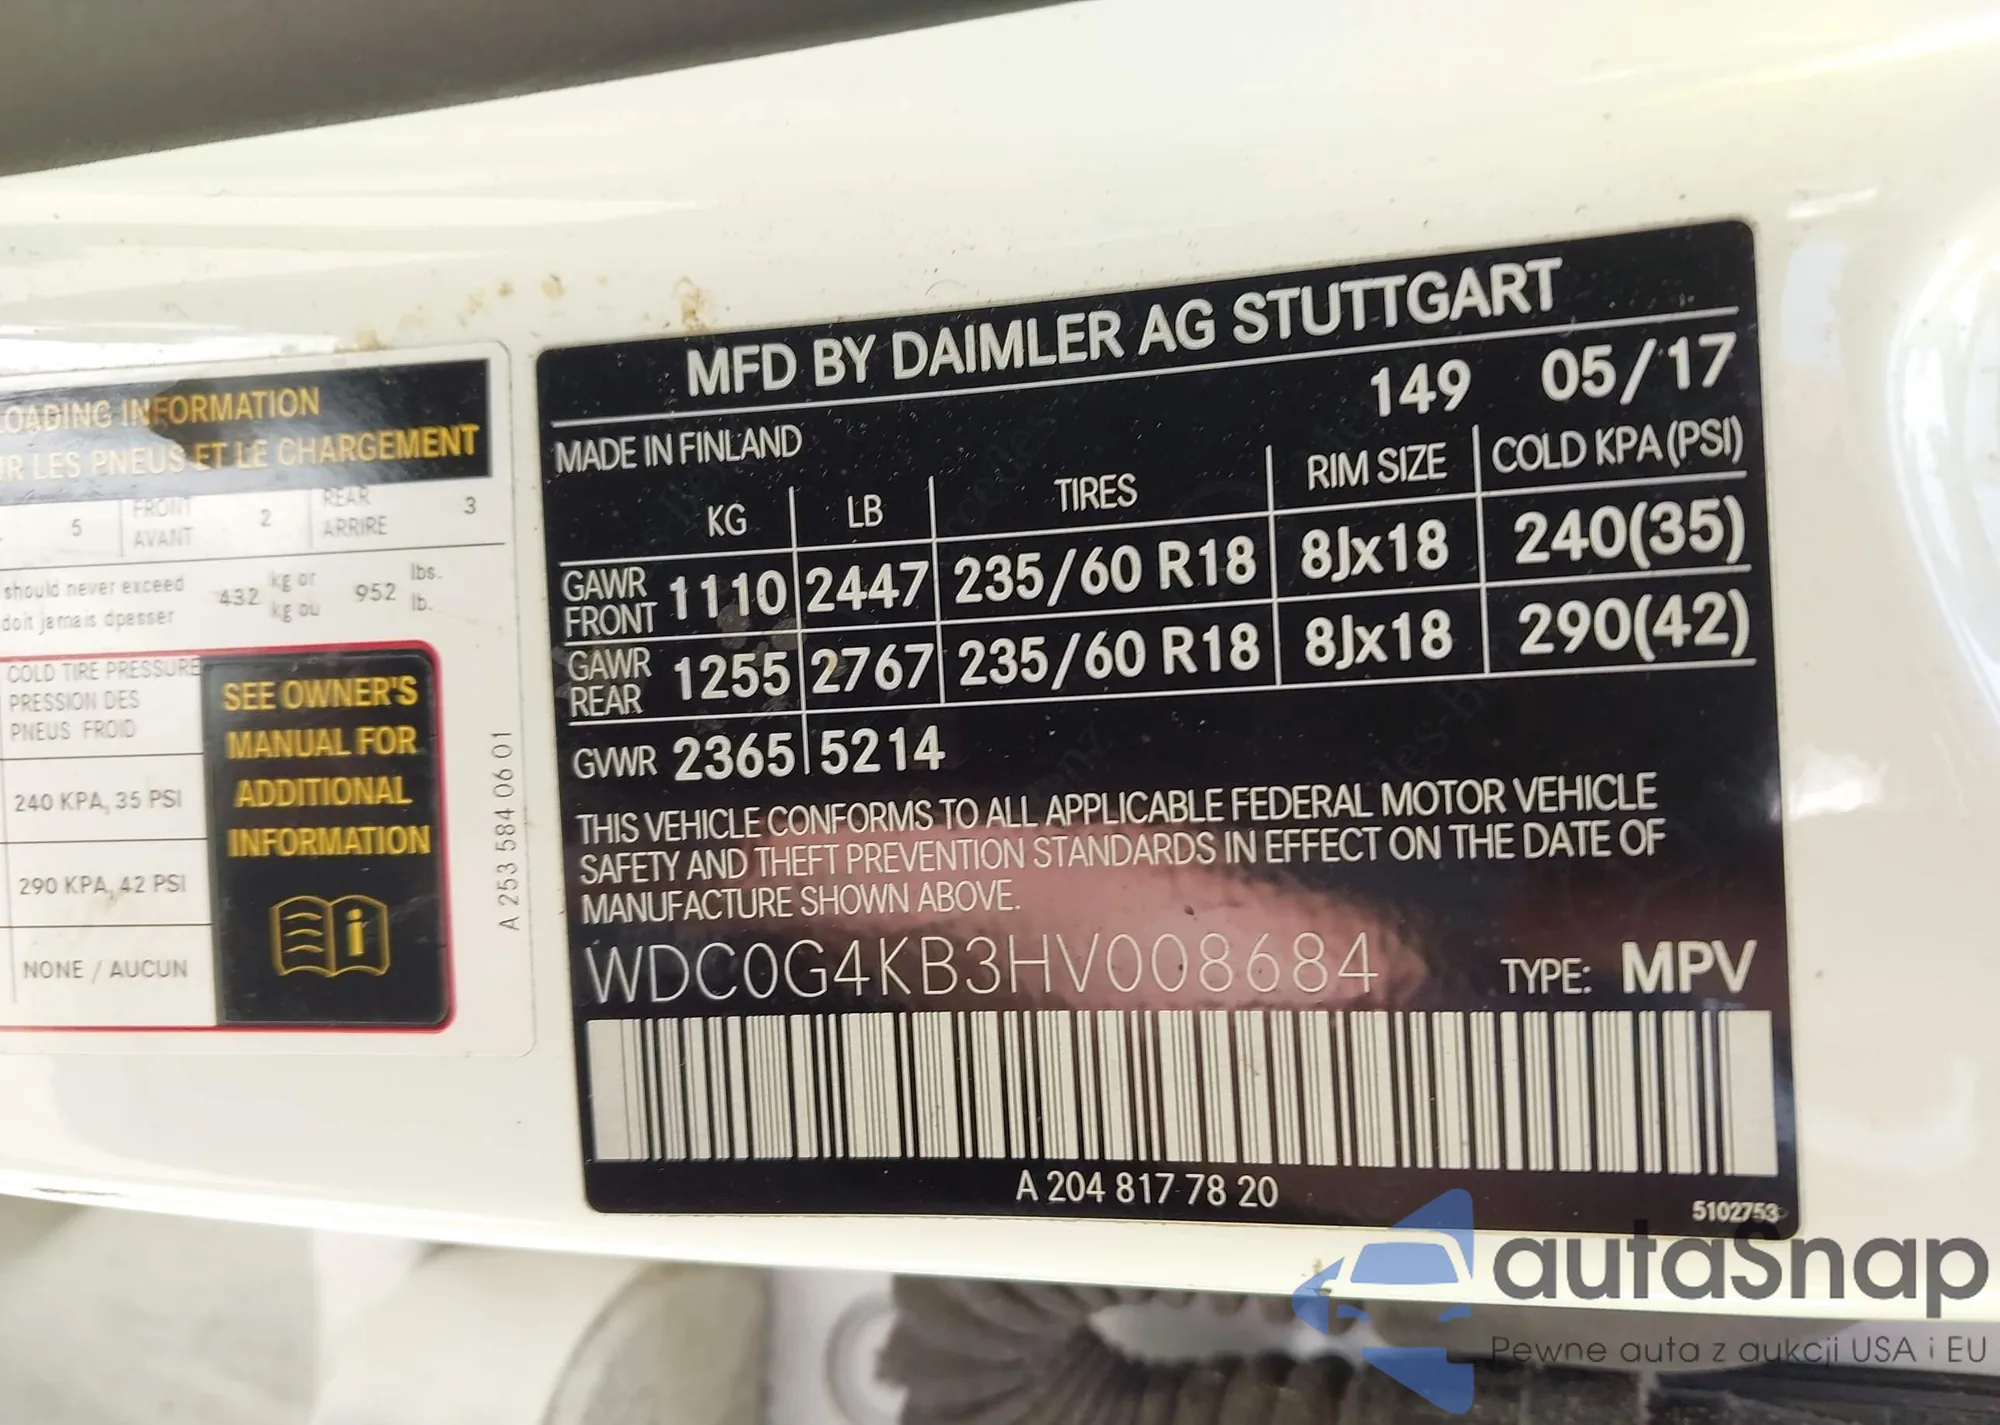 LOADING INFORMATION
R LES PNEUS ET LE CHARGEMENT
5
FRONT
AVANT
2
REAR
ARRIRE
3
should never exceed
doit jamais dpasser
432
kg or
kg ou
952
lbs.
lb.
COLD TIRE PRESSURE
PRESSION DES
PNEUS FROID
240 KPA, 35 PSI
290 KPA, 42 PSI
NONE / AUCUN
SEE OWNER'S
MANUAL FOR
ADDITIONAL
INFORMATION
A 253 584 06 01
MFD BY DAIMLER AG STUTTGART
149 05/17
MADE IN FINLAND
KG LB TIRES RIM SIZE COLD KPA (PSI)
GAWR FRONT 1110 2447 235/60 R18 8Jx18 240(35)
GAWR REAR 1255 2767 235/60 R18 8Jx18 290(42)
GVWR 2365 5214
THIS VEHICLE CONFORMS TO ALL APPLICABLE FEDERAL MOTOR VEHICLE
SAFETY AND THEFT PREVENTION STANDARDS IN EFFECT ON THE DATE OF
MANUFACTURE SHOWN ABOVE.
WDC0G4KB3HV008684 TYPE: MPV
A 204 817 78 20
5102753
autaSnap
Pewne auta z aukcji USA i EU